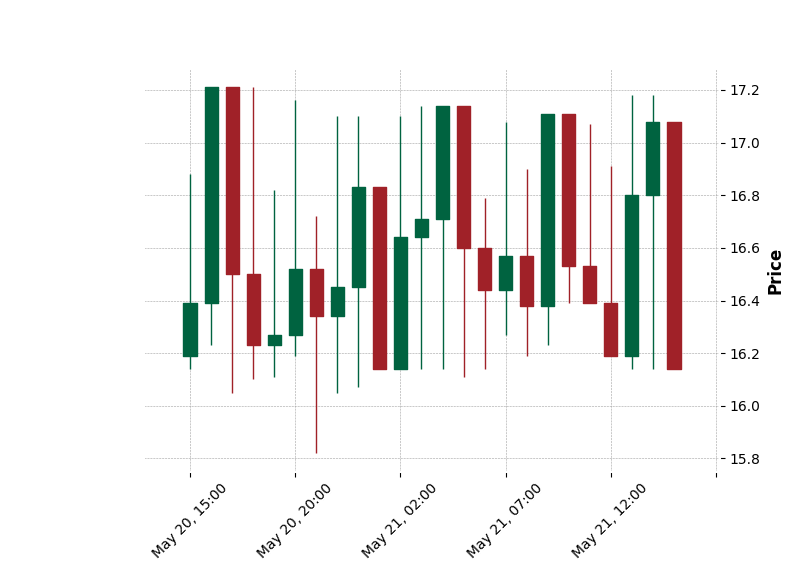 17.2
17.0
16.8
16.6
16.4
16.2
16.0
15.8
Price
May 20, 15:00
May 20, 20:00
May 21, 02:00
May 21, 07:00
May 21, 12:00